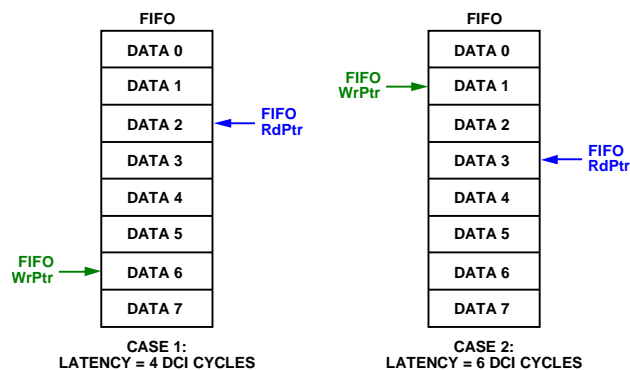 FIFO
DATA 0
DATA 1
DATA 2
DATA 3
DATA 4
DATA 5
DATA 6
DATA 7
FIFO
RdPtr
FIFO
WrPtr
CASE 1:
LATENCY = 4 DCI CYCLES
FIFO
DATA 0
DATA 1
DATA 2
DATA 3
DATA 4
DATA 5
DATA 6
DATA 7
FIFO
WrPtr
FIFO
RdPtr
CASE 2:
LATENCY = 6 DCI CYCLES